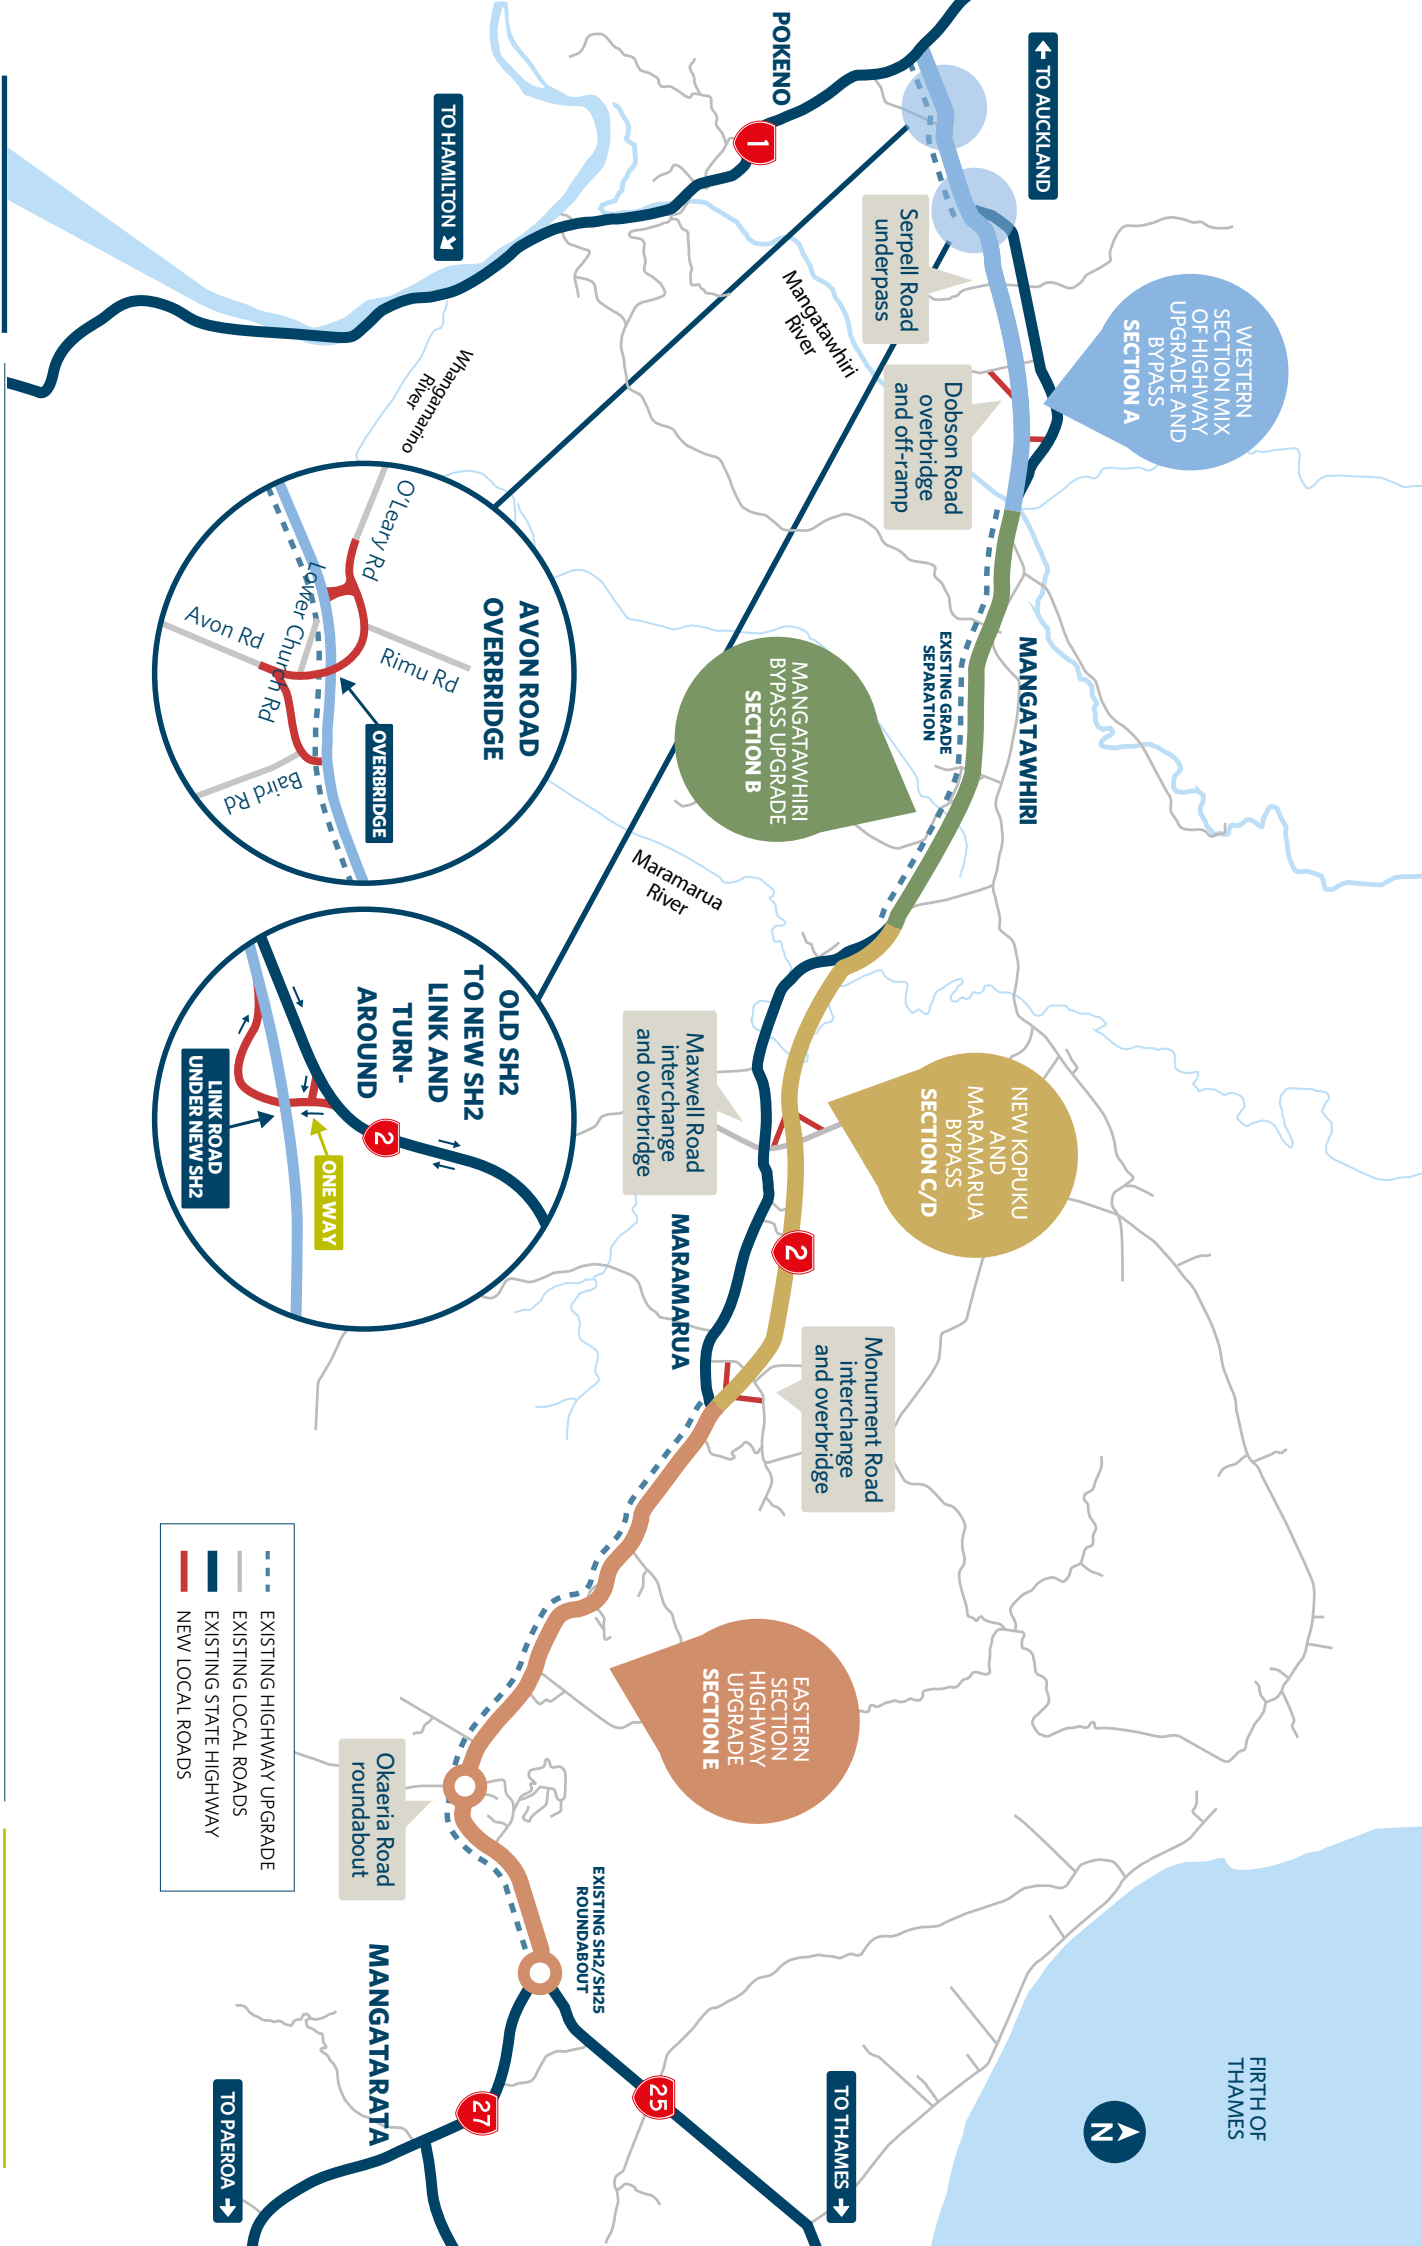 TO AUCKLAND
POKENO
1
TO HAMILTON
WESTERN
SECTION MIX
OF HIGHWAY
UPGRADE AND
BYPASS
SECTION A
Serpell Road
underpass
Mangatawhiri
River
Dobson Road
overbridge
and off-ramp
Whangamarino
River
MANGATAWHIRI
EXISTING GRADE
SEPARATION
MANGATAWHIRI
BYPASS UPGRADE
SECTION B
AVON ROAD
OVERBRIDGE
O'Leary Rd
Rimu Rd
Lower Church Rd
Avon Rd
Baird Rd
OVERBRIDGE
Maramarua
River
NEW KOPUKU
AND
MARAMARUA
BYPASS
SECTION C/D
Maxwell Road
interchange
and overbridge
2
MARAMARUA
OLD SH2
TO NEW SH2
LINK AND
TURN-
AROUND
2
ONE WAY
LINK ROAD
UNDER NEW SH2
Monument Road
interchange
and overbridge
EASTERN
SECTION
HIGHWAY
UPGRADE
SECTION E
Okaeria Road
roundabout
EXISTING SH2/SH25
ROUNDABOUT
MANGATARATA
25
27
TO THAMES
TO PAEROA
FIRTH OF
THAMES
N
EXISTING HIGHWAY UPGRADE
EXISTING LOCAL ROADS
EXISTING STATE HIGHWAY
NEW LOCAL ROADS